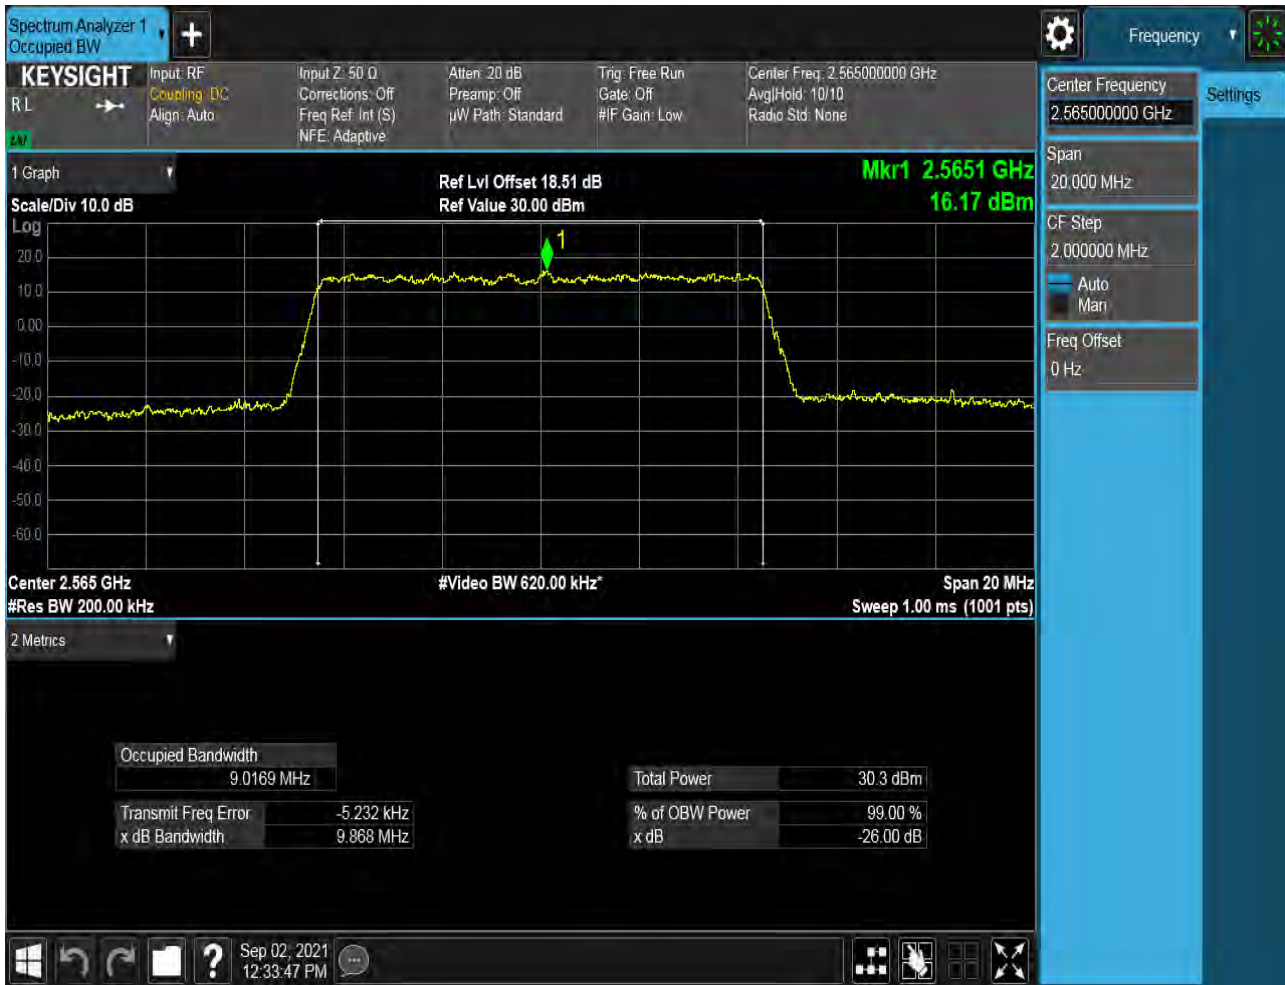 Spectrum Analyzer 1
Occupied BW
Frequency
KEYSIGHT
R L
LXI
Input: RF
Coupling: DC
Align: Auto
Input Z: 50 Ω
Corrections: Off
Freq Ref: Int (S)
NFE: Adaptive
Atten: 20 dB
Preamp: Off
µW Path: Standard
Trig: Free Run
Gate: Off
#IF Gain: Low
Center Freq: 2.565000000 GHz
Avg|Hold: 10/10
Radio Std: None
Center Frequency
2.565000000 GHz
Settings
Span
20.000 MHz
CF Step
2.000000 MHz
Auto
Man
Freq Offset
0 Hz
1 Graph
Scale/Div 10.0 dB
Ref Lvl Offset 18.51 dB
Ref Value 30.00 dBm
Mkr1 2.5651 GHz
16.17 dBm
Log
1
20.0
10.0
0.00
-10.0
-20.0
-30.0
-40.0
-50.0
-60.0
Center 2.565 GHz
#Video BW 620.00 kHz*
Span 20 MHz
#Res BW 200.00 kHz
Sweep 1.00 ms (1001 pts)
2 Metrics
Occupied Bandwidth
9.0169 MHz
Total Power 30.3 dBm
Transmit Freq Error -5.232 kHz
% of OBW Power 99.00 %
x dB Bandwidth 9.868 MHz
x dB -26.00 dB
?
Sep 02, 2021
12:33:47 PM